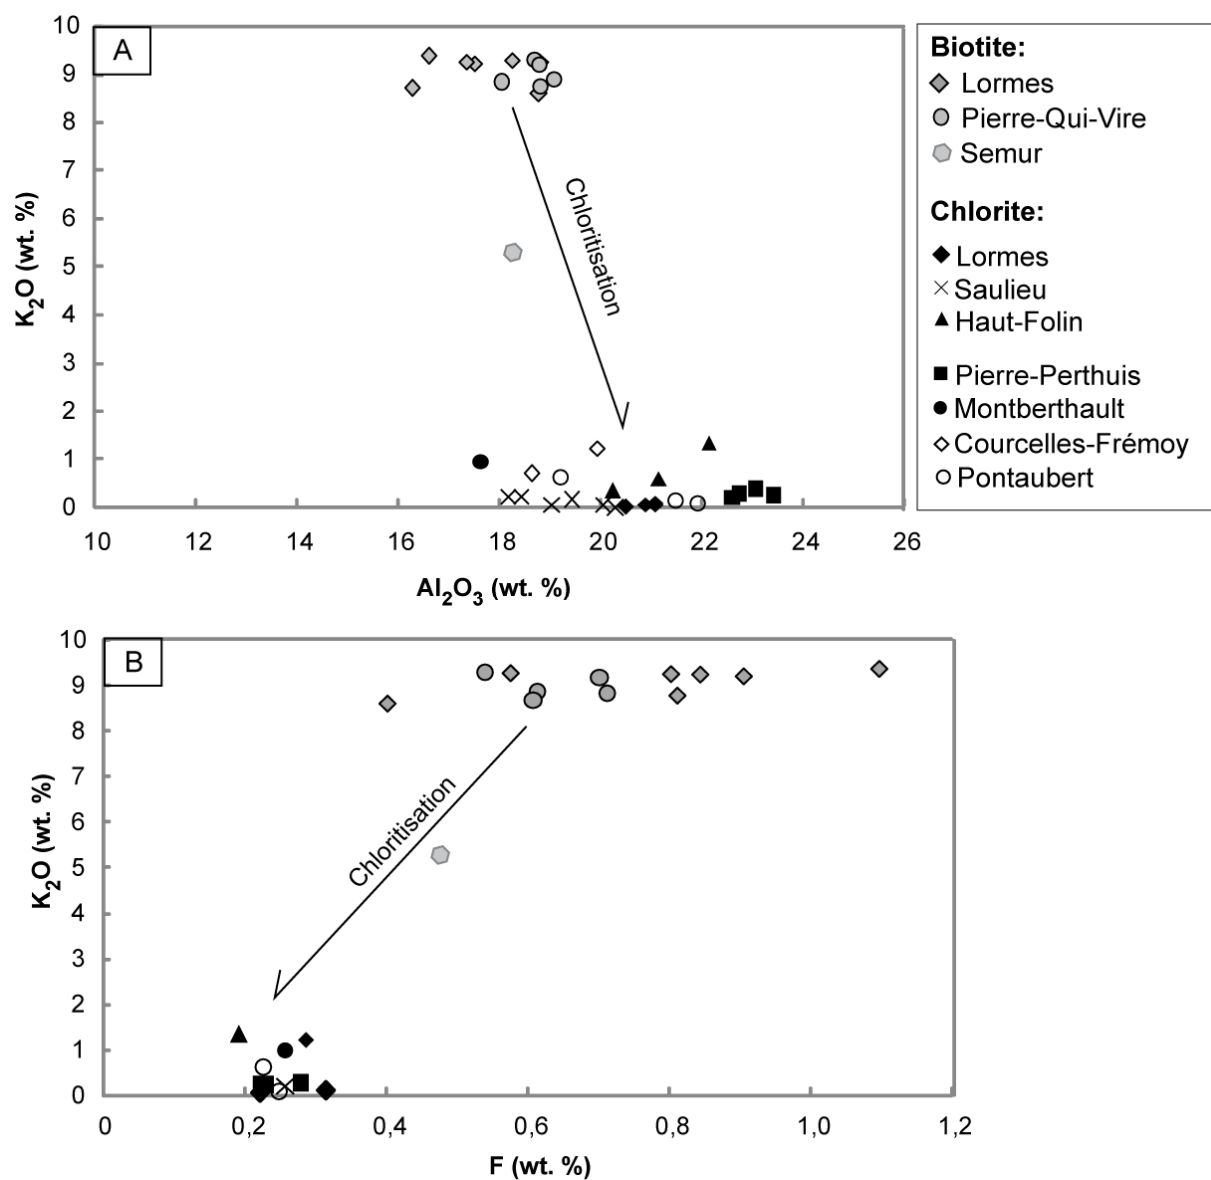 A
10
9
8
7
6
5
4
3
2
1
0
K2O (wt. %)
Chloritisation
10 12 14 16 18 20 22 24 26
Al2O3 (wt. %)
Biotite:
Lormes
Pierre-Qui-Vire
Semur
Chlorite:
Lormes
Saulieu
Haut-Folin
Pierre-Perthuis
Montberthault
Courcelles-Frémoy
Pontaubert
B
10
9
8
7
6
5
4
3
2
1
0
K2O (wt. %)
Chloritisation
0 0,2 0,4 0,6 0,8 1,0 1,2
F (wt. %)